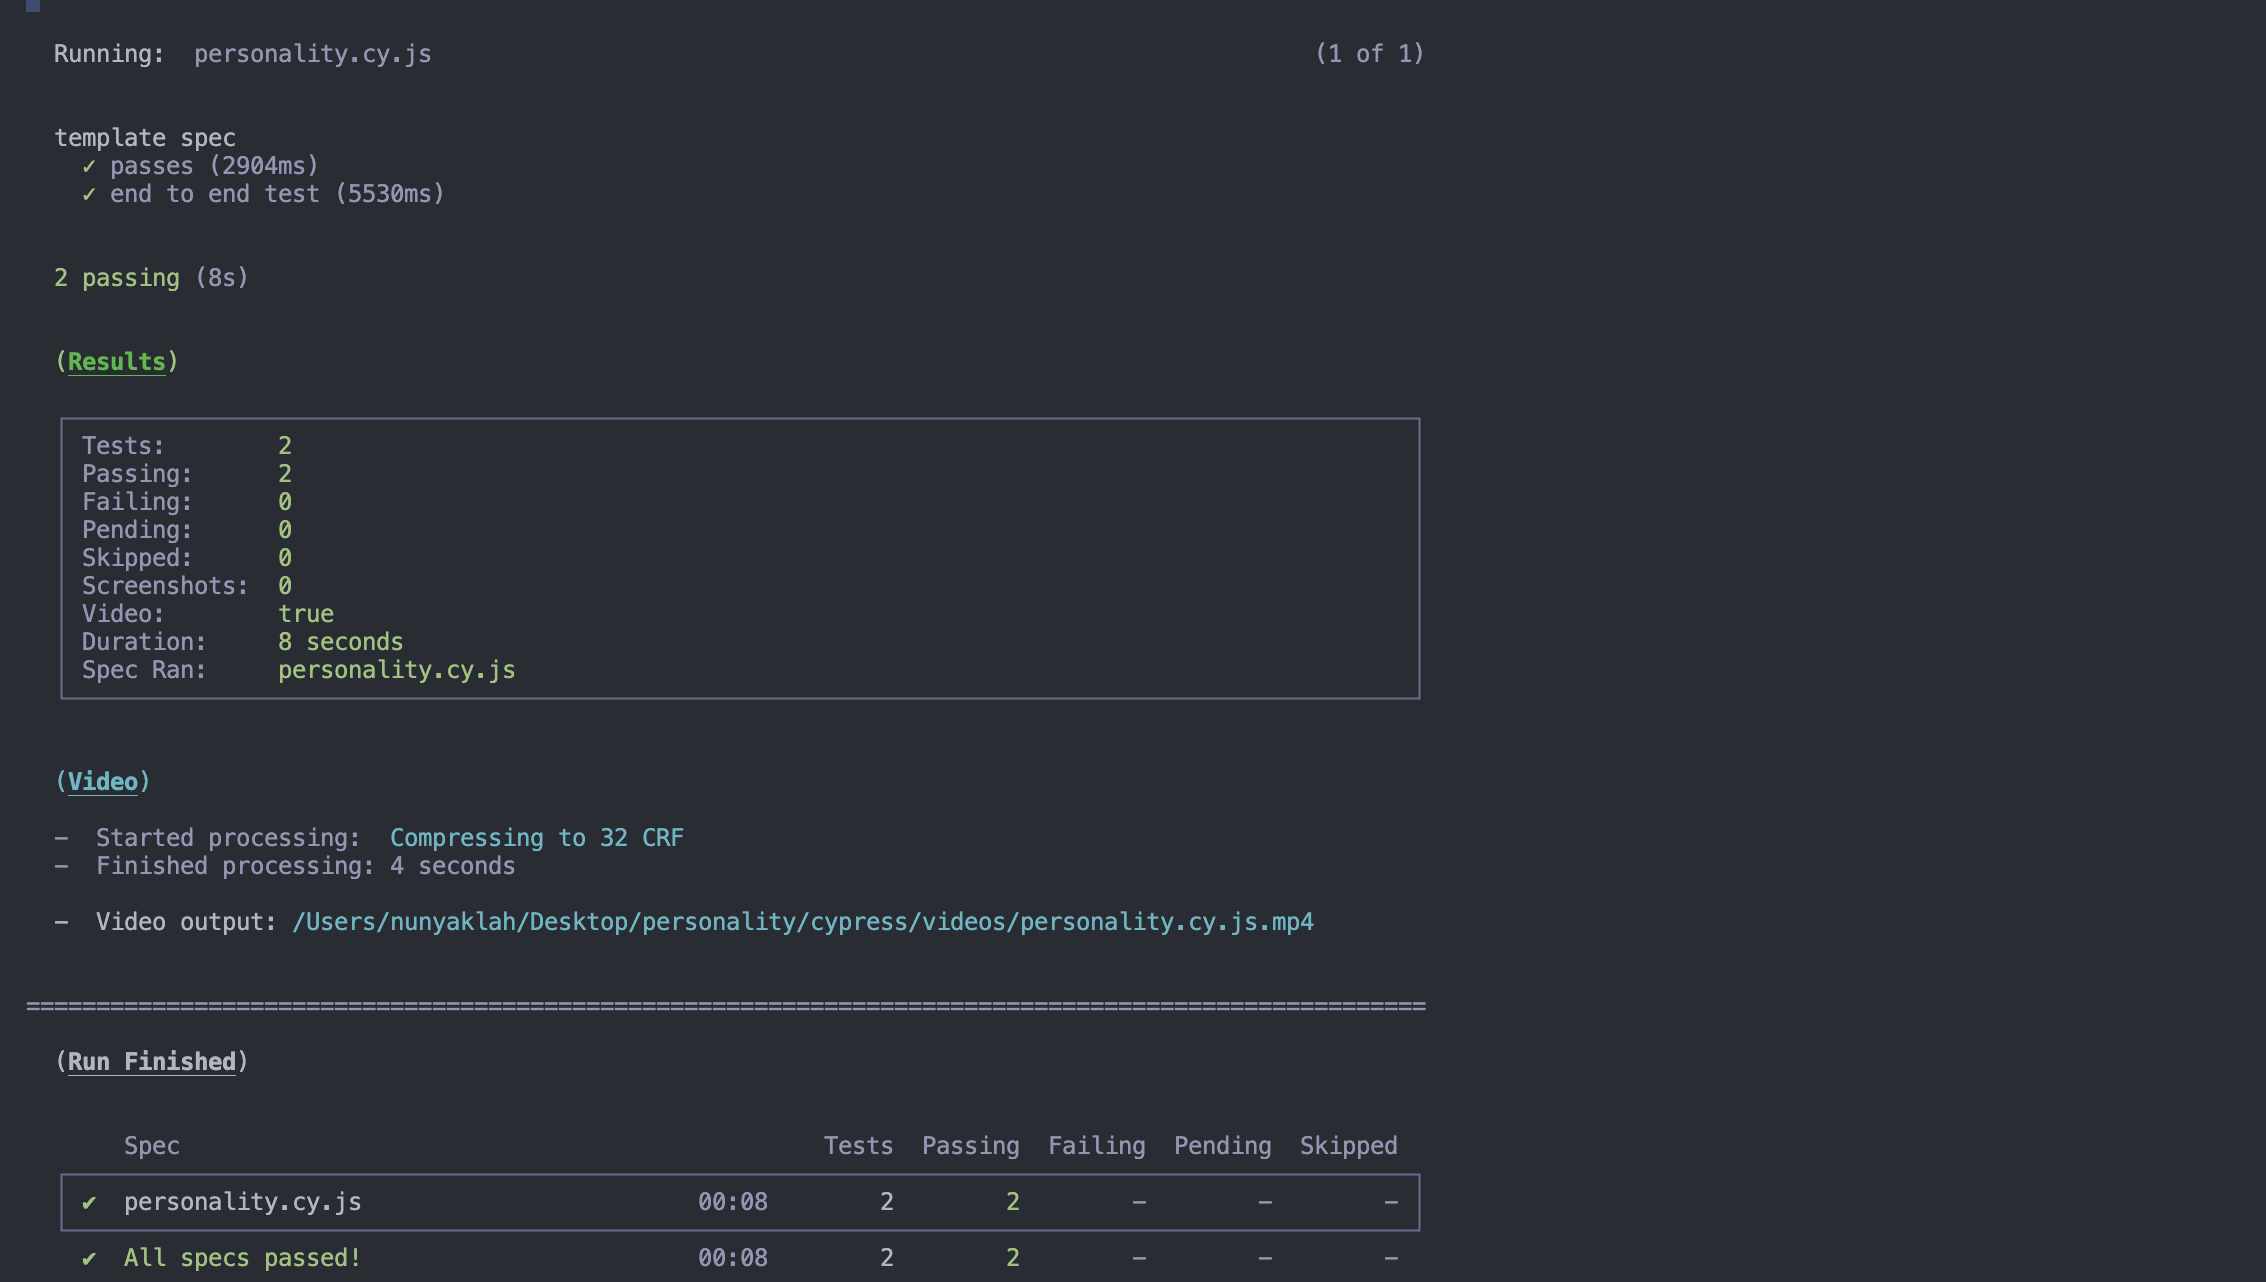 Running: personality.cy.js (1 of 1)
template spec
✓ passes (2904ms)
✓ end to end test (5530ms)
2 passing (8s)
(Results)
Tests: 2
Passing: 2
Failing: 0
Pending: 0
Skipped: 0
Screenshots: 0
Video: true
Duration: 8 seconds
Spec Ran: personality.cy.js
(Video)
– Started processing: Compressing to 32 CRF
– Finished processing: 4 seconds
– Video output: /Users/nunyaklah/Desktop/personality/cypress/videos/personality.cy.js.mp4
====================================================================================================
(Run Finished)
Spec Tests Passing Failing Pending Skipped
✔ personality.cy.js 00:08 2 2 – – –
✔ All specs passed! 00:08 2 2 – – –